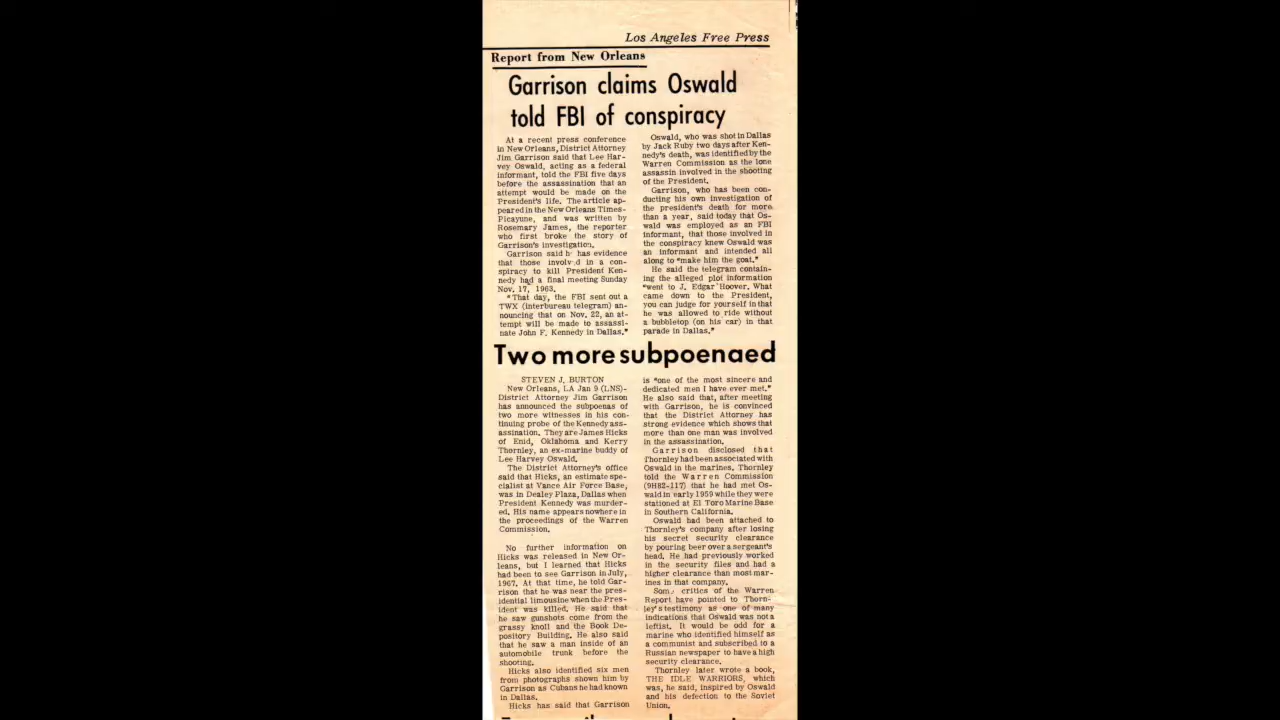 Los Angeles Free Press
Report from New Orleans
Garrison claims Oswald
told FBI of conspiracy
At a recent press conference
in New Orleans, District Attorney
Jim Garrison said that Lee Har-
vey Oswald, acting as a federal
informant, told the FBI five days
before the assassination that an
attempt would be made on the
President's life. The article ap-
peared in the New Orleans Times-
Picayune, and was written by
Rosemary James, the reporter
who first broke the story of
Garrison's investigation.
Garrison said h has evidence
that those involv d in a con-
spiracy to kill President Ken-
nedy had a final meeting Sunday
Nov. 17, 1963.
"That day, the FBI sent out a
TWX (interbureau telegram) an-
nouncing that on Nov. 22, an at-
tempt will be made to assassi-
nate John F. Kennedy in Dallas."
Oswald, who was shot in Dallas
by Jack Ruby two days after Ken-
nedy's death, was identified by the
Warren Commission as the lone
assassin involved in the shooting
of the President.
Garrison, who has been con-
ducting his own investigation of
the president's death for more
than a year, said today that Os-
wald was employed as an FBI
informant, that those involved in
the conspiracy knew Oswald was
an informant and intended all
along to "make him the goat."
He said the telegram contain-
ing the alleged plot information
"went to J. Edgar Hoover. What
came down to the President,
you can judge for yourself in that
he was allowed to ride without
a bubbletop (on his car) in that
parade in Dallas."
Two more subpoenaed
STEVEN J. BURTON
New Orleans, LA Jan 9 (LNS)-
District Attorney Jim Garrison
has announced the subpoenas of
two more witnesses in his con-
tinuing probe of the Kennedy ass-
assination. They are James Hicks
of Enid, Oklahoma and Kerry
Thornley, an ex-marine buddy of
Lee Harvey Oswald.
The District Attorney's office
said that Hicks, an estimate spe-
cialist at Vance Air Force Base,
was in Dealey Plaza, Dallas when
President Kennedy was murder-
ed. His name appears nowhere in
the proceedings of the Warren
Commission.
No further information on
Hicks was released in New Or-
leans, but I learned that Hicks
had been to see Garrison in July,
1967. At that time, he told Gar-
rison that he was near the pres-
idential limousine when the Pres-
ident was killed. He said that
he saw gunshots come from the
grassy knoll and the Book De-
pository Building. He also said
that he saw a man inside of an
automobile trunk before the
shooting.
Hicks also identified six men
from photographs shown him by
Garrison as Cubans he had known
in Dallas.
Hicks has said that Garrison
is "one of the most sincere and
dedicated men I have ever met."
He also said that, after meeting
with Garrison, he is convinced
that the District Attorney has
strong evidence which shows that
more than one man was involved
in the assassination.
Garrison disclosed that
Thornley had been associated with
Oswald in the marines. Thornley
told the Warren Commission
(9H82-117) that he had met Os-
wald in early 1959 while they were
stationed at El Toro Marine Base
in Southern California.
Oswald had been attached to
Thornley's company after losing
his secret security clearance
by pouring beer over a sergeant's
head. He had previously worked
in the security files and had a
higher clearance than most mar-
ines in that company.
Some critics of the Warren
Report have pointed to Thorn-
ley's testimony as one of many
indications that Oswald was not a
leftist. It would be odd for a
marine who identified himself as
a communist and subscribed to a
Russian newspaper to have a high
security clearance.
Thornley later wrote a book,
THE IDLE WARRIORS, which
was, he said, inspired by Oswald
and his defection to the Soviet
Union.